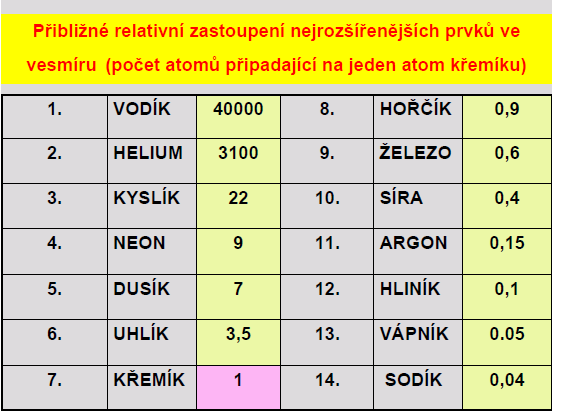 Přibližné relativní zastoupení nejrozšířenějších prvků ve
vesmíru (počet atomů připadající na jeden atom křemíku)
1. VODÍK 40000 8. HOŘČÍK 0,9
2. HELIUM 3100 9. ŽELEZO 0,6
3. KYSLÍK 22 10. SÍRA 0,4
4. NEON 9 11. ARGON 0,15
5. DUSÍK 7 12. HLINÍK 0,1
6. UHLÍK 3,5 13. VÁPNÍK 0.05
7. KŘEMÍK 1 14. SODÍK 0,04